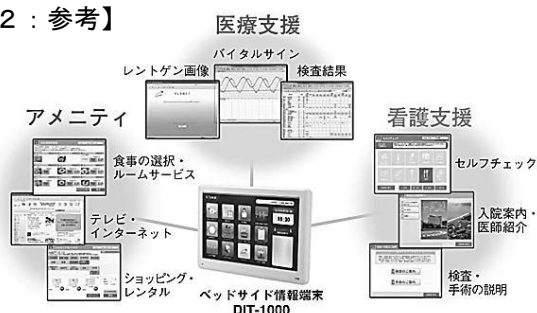 2：参考】
医療支援
バイタルサイン
レントゲン画像
検査結果
アメニティ
看護支援
食事の選択・
ルームサービス
セルフチェック
テレビ・
インターネット
入院案内・
医師紹介
ショッピング・
レンタル
検査・
手術の説明
ベッドサイド情報端末
DIT-1000